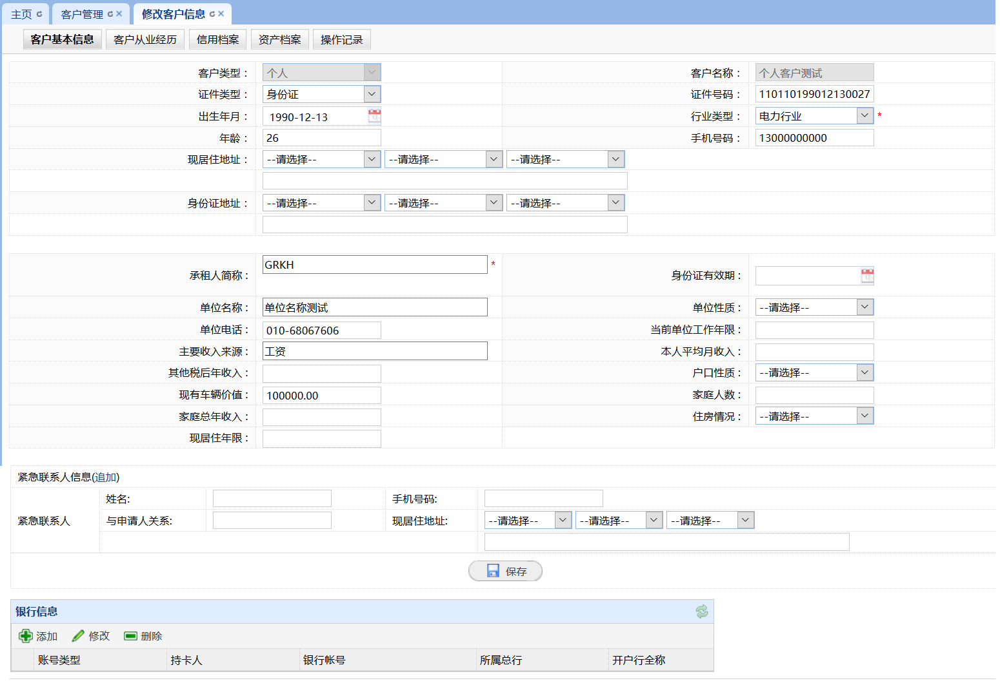 主页 客户管理 修改客户信息
客户基本信息 客户从业经历 信用档案 资产档案 操作记录
客户类型： 个人 客户名称： 个人客户测试
证件类型： 身份证 证件号码： 110110199012130027
出生年月： 1990-12-13 行业类型： 电力行业 *
年龄： 26 手机号码： 13000000000
现居住地址： --请选择-- --请选择-- --请选择--
身份证地址： --请选择-- --请选择-- --请选择--
承租人简称： GRKH * 身份证有效期：
单位名称： 单位名称测试 单位性质： --请选择--
单位电话： 010-68067606 当前单位工作年限：
主要收入来源： 工资 本人平均月收入：
其他税后年收入： 户口性质： --请选择--
现有车辆价值： 100000.00 家庭人数：
家庭总年收入： 住房情况： --请选择--
现居住年限：
紧急联系人信息(追加)
紧急联系人 姓名: 手机号码:
与申请人关系: 现居住地址: --请选择-- --请选择-- --请选择--
保存
银行信息
添加 修改 删除
账号类型 持卡人 银行帐号 所属总行 开户行全称